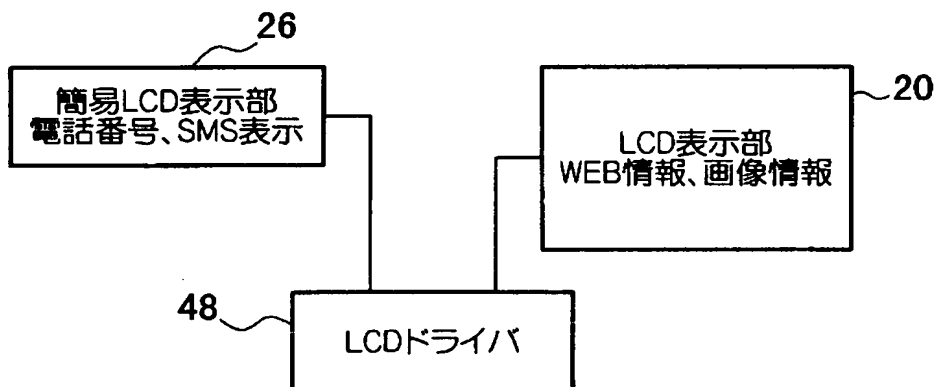 26
簡易LCD表示部
電話番号、SMS表示
20
LCD表示部
WEB情報、画像情報
48
LCDドライバ